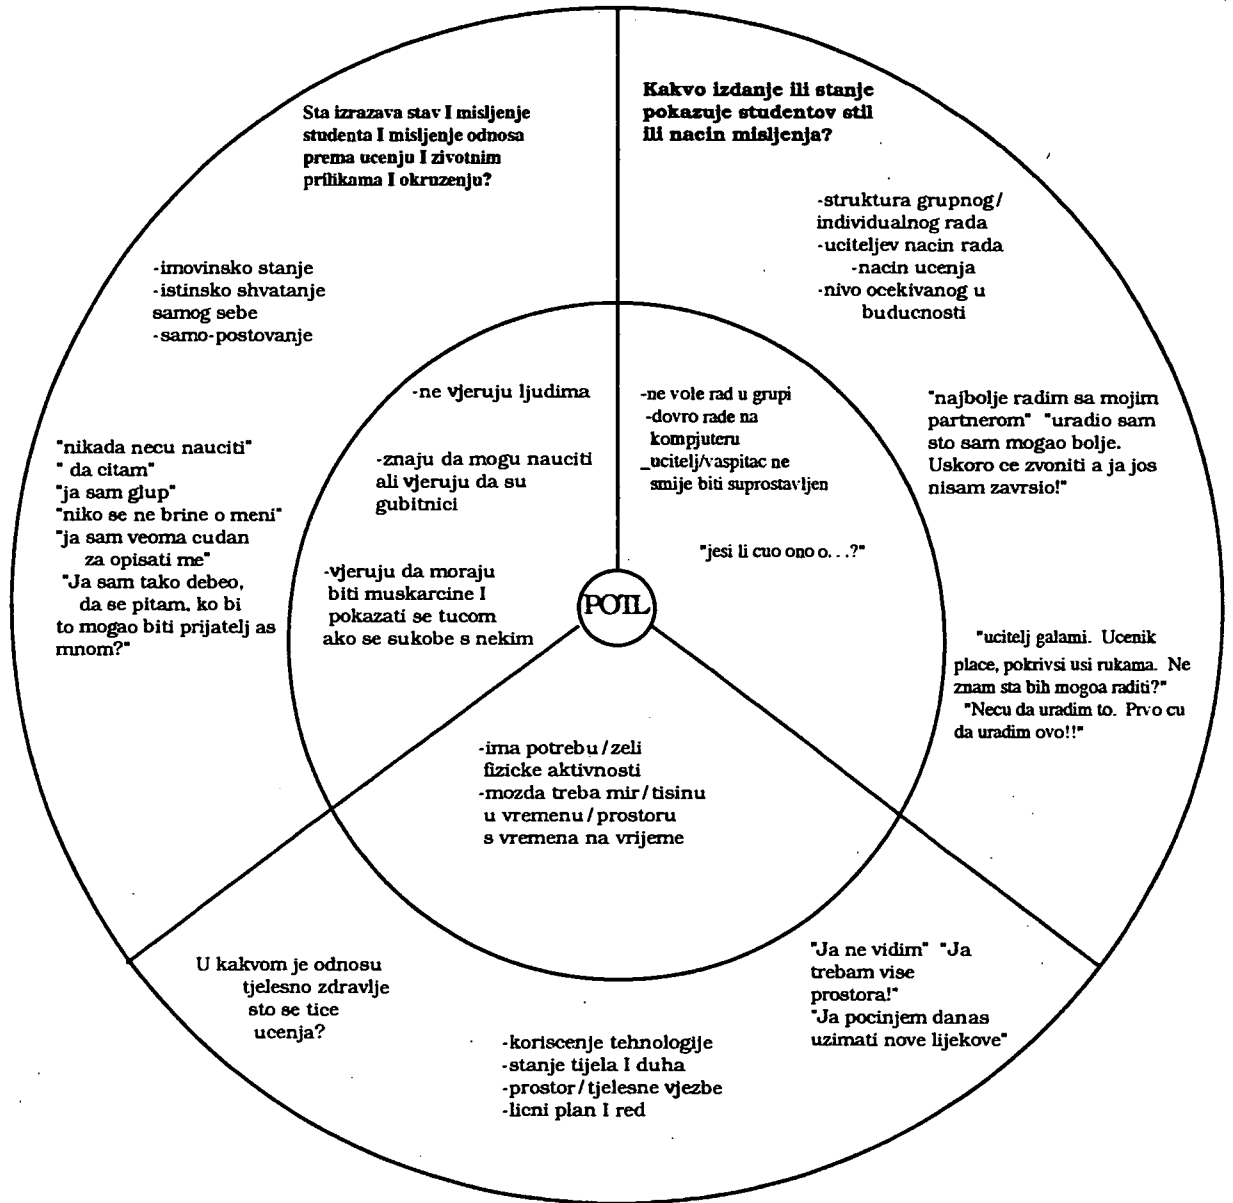 Sta izrazava stav I misljenje
studenta I misljenje odnosa
prema ucenju I zivotnim
prilikama I okruzenju?
-imovinsko stanje
-istinsko shvatanje
samog sebe
-samo-postovanje
"nikada necu nauciti"
" da citam"
"ja sam glup"
"niko se ne brine o meni"
"ja sam veoma cudan
za opisati me"
"Ja sam tako debeo,
da se pitam, ko bi
to mogao biti prijatelj as
mnom?"
-ne vjeruju ljudima
-znaju da mogu nauciti
ali vjeruju da su
gubitnici
-vjeruju da moraju
biti muskarcine I
pokazati se tucom
ako se sukobe s nekim
Kakvo izdanje ili stanje
pokazuje studentov stil
ili nacin misljenja?
-struktura grupnog/
individualnog rada
-uciteljev nacin rada
-nacin ucenja
-nivo ocekivanog u
buducnosti
-ne vole rad u grupi
-dovro rade na
kompjuteru
_ucitelj/vaspitac ne
smije biti suprostavljen
"jesi li cuo ono o. . .?"
"najbolje radim sa mojim
partnerom" "uradio sam
sto sam mogao bolje.
Uskoro ce zvoniti a ja jos
nisam zavrsio!"
"ucitelj galami. Ucenik
place, pokrivsi usi rukama. Ne
znam sta bih mogoa raditi?"
"Necu da uradim to. Prvo cu
da uradim ovo!!"
POTL
-ima potrebu/zeli
fizicke aktivnosti
-mozda treba mir/tisinu
u vremenu/prostoru
s vremena na vrijeme
U kakvom je odnosu
tjelesno zdravlje
sto se tice
ucenja?
-koriscenje tehnologije
-stanje tijela I duha
-prostor/tjelesne vjezbe
-licni plan I red
"Ja ne vidim" "Ja
trebam vise
prostora!"
"Ja pocinjem danas
uzimati nove lijekove"